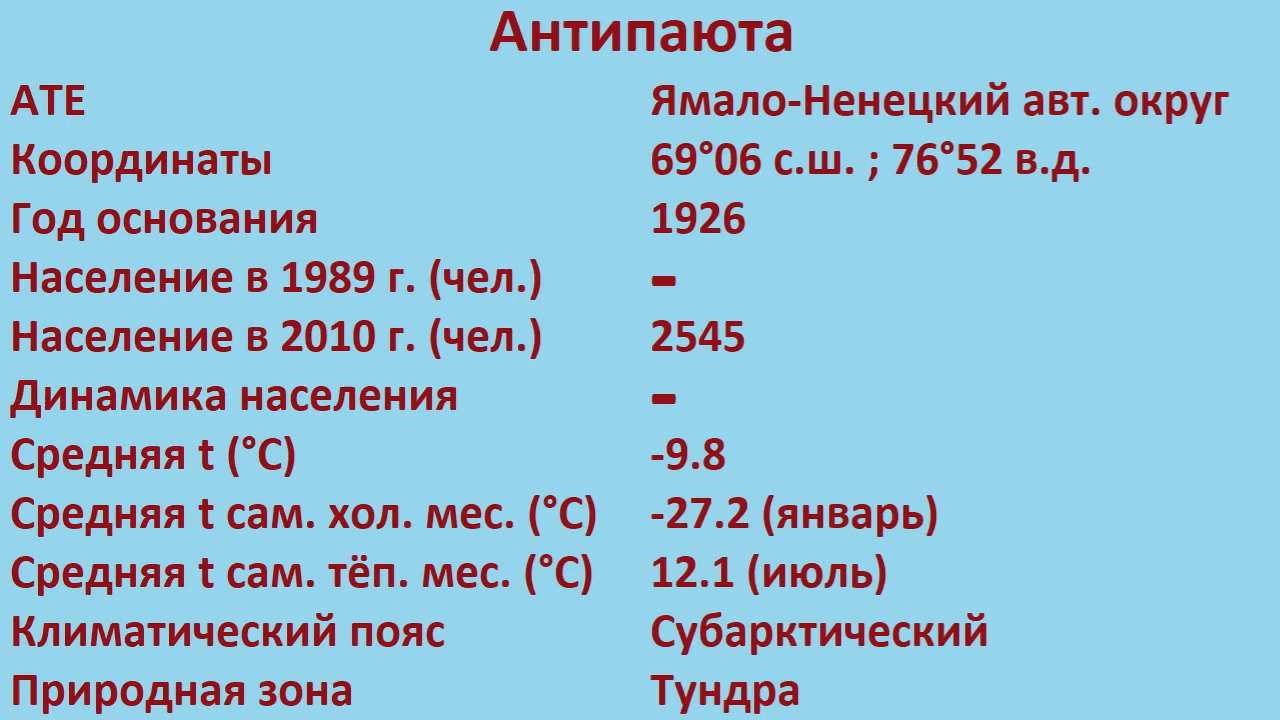 Антипаюта
АТЕ Ямало-Ненецкий авт. округ
Координаты 69°06 с.ш. ; 76°52 в.д.
Год основания 1926
Население в 1989 г. (чел.) -
Население в 2010 г. (чел.) 2545
Динамика населения -
Средняя t (°C) -9.8
Средняя t сам. хол. мес. (°C) -27.2 (январь)
Средняя t сам. тёп. мес. (°C) 12.1 (июль)
Климатический пояс Субарктический
Природная зона Тундра